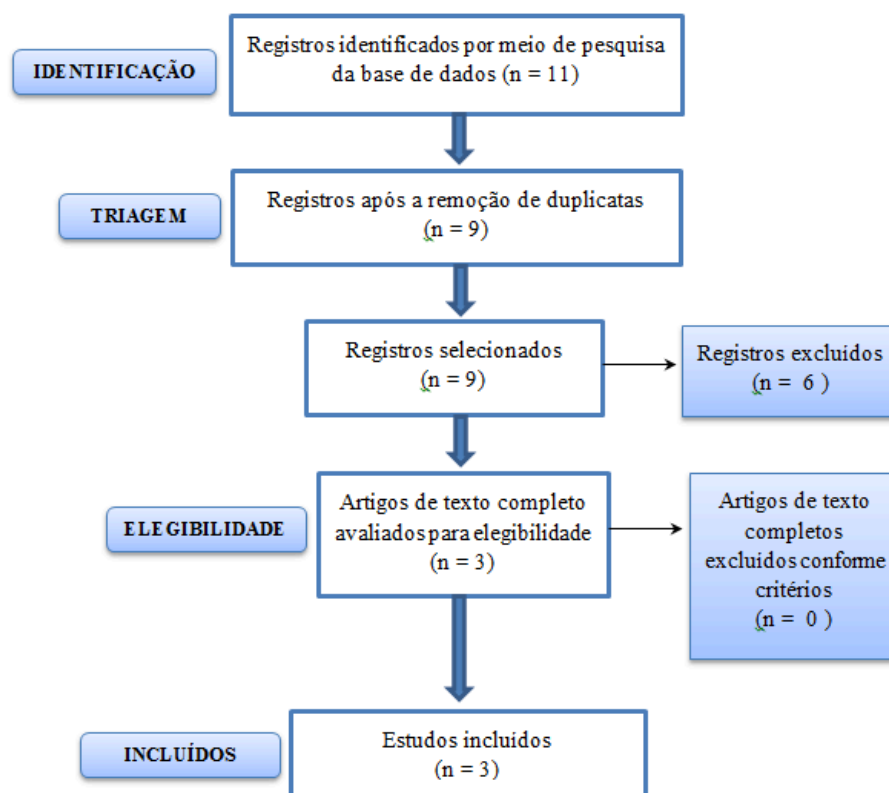 IDENTIFICAÇÃO
Registros identificados por meio de pesquisa
da base de dados (n = 11)
TRIAGEM
Registros após a remoção de duplicatas
(n = 9)
Registros selecionados
(n = 9)
Registros excluídos
(n = 6 )
ELEGIBILIDADE
Artigos de texto completo
avaliados para elegibilidade
(n = 3)
Artigos de texto
completos
excluidos conforme
critérios
(n = 0 )
INCLUÍDOS
Estudos incluidos
(n = 3)